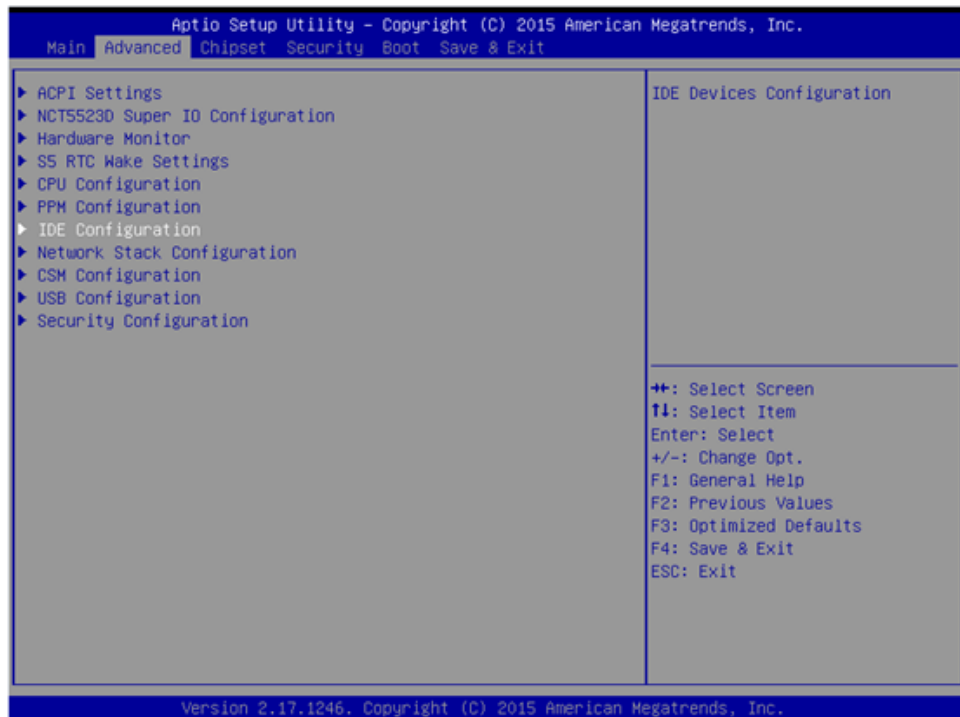 Aptio Setup Utility – Copyright (C) 2015 American Megatrends, Inc.
Main Advanced Chipset Security Boot Save & Exit
ACPI Settings
NCT5523D Super IO Configuration
Hardware Monitor
S5 RTC Wake Settings
CPU Configuration
PPM Configuration
IDE Configuration
Network Stack Configuration
CSM Configuration
USB Configuration
Security Configuration
IDE Devices Configuration
→←: Select Screen
↑↓: Select Item
Enter: Select
+/-: Change Opt.
F1: General Help
F2: Previous Values
F3: Optimized Defaults
F4: Save & Exit
ESC: Exit
Version 2.17.1246. Copyright (C) 2015 American Megatrends, Inc.